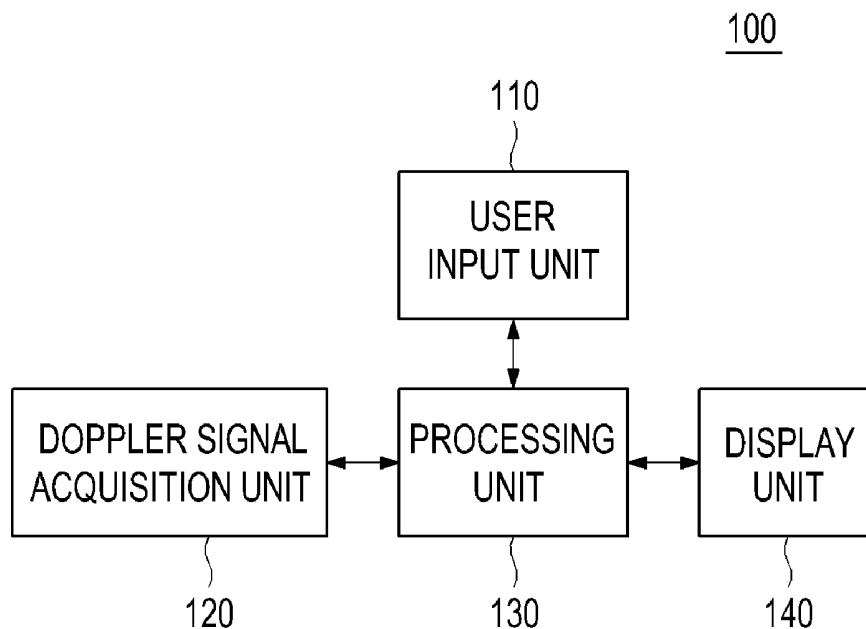 100
110
USER
INPUT UNIT
DOPPLER SIGNAL
ACQUISITION UNIT
PROCESSING
UNIT
DISPLAY
UNIT
120
130
140